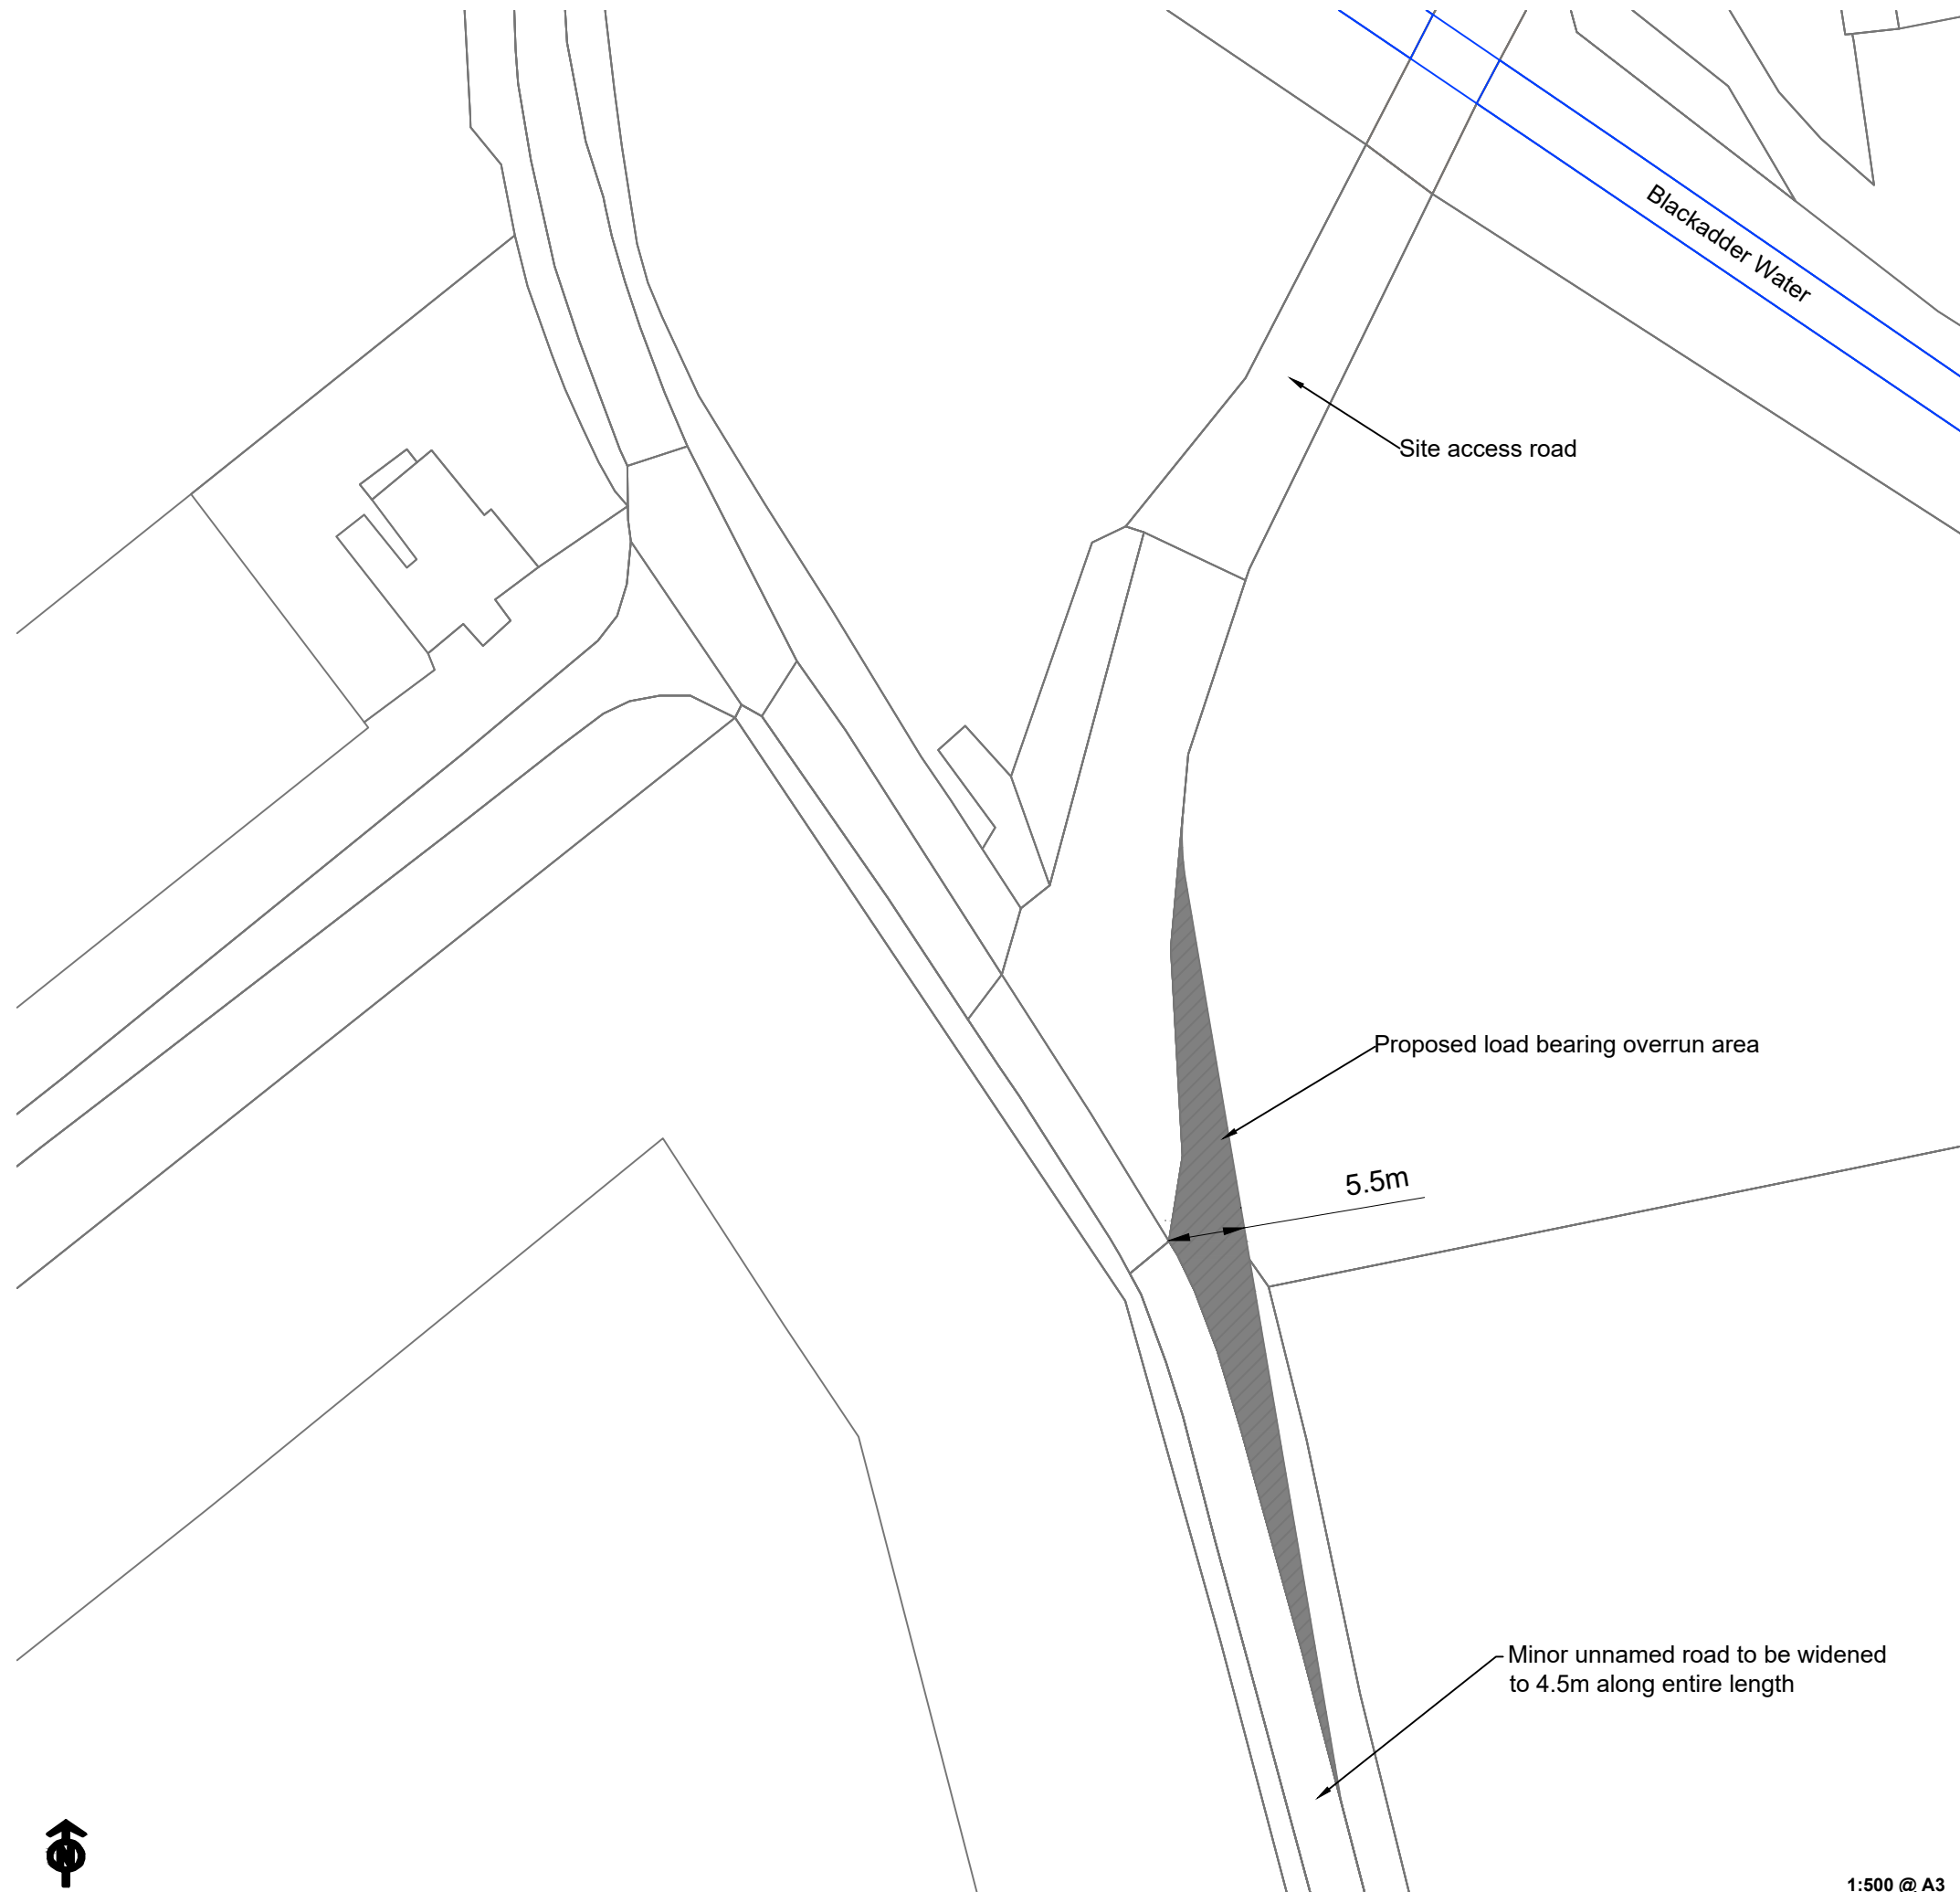 Blackadder Water
Site access road
Proposed load bearing overrun area
5.5m
Minor unnamed road to be widened
to 4.5m along entire length
N
1:500 @ A3